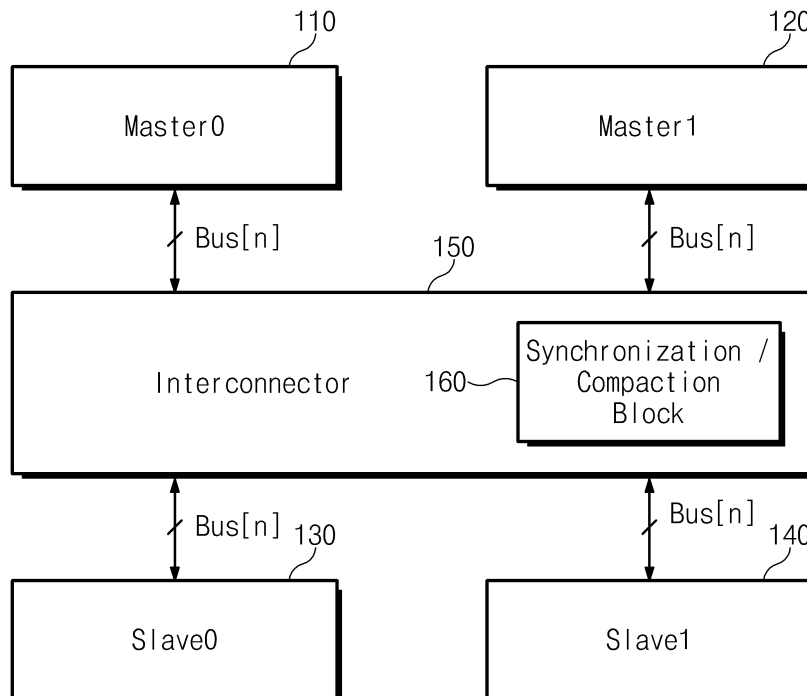 110
120
Master0
Master1
Bus[n]
Bus[n]
150
Interconnector
160
Synchronization /
Compaction
Block
Bus[n]
Bus[n]
130
140
Slave0
Slave1